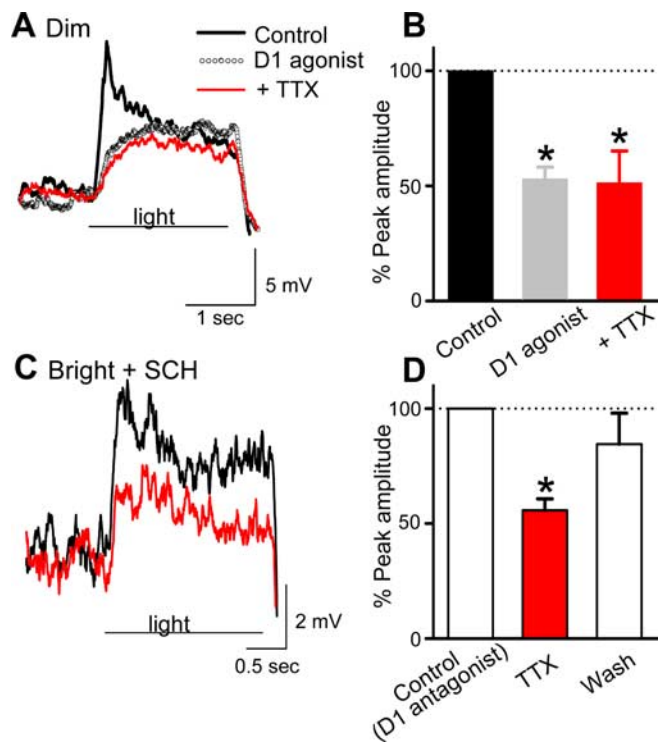 A Dim
Control
D1 agonist
+ TTX
light
5 mV
1 sec
B
% Peak amplitude
100
50
0
*
*
Control
D1 agonist
+ TTX
C Bright + SCH
light
2 mV
0.5 sec
D
% Peak amplitude
100
50
0
*
Control
(D1 antagonist)
TTX
Wash